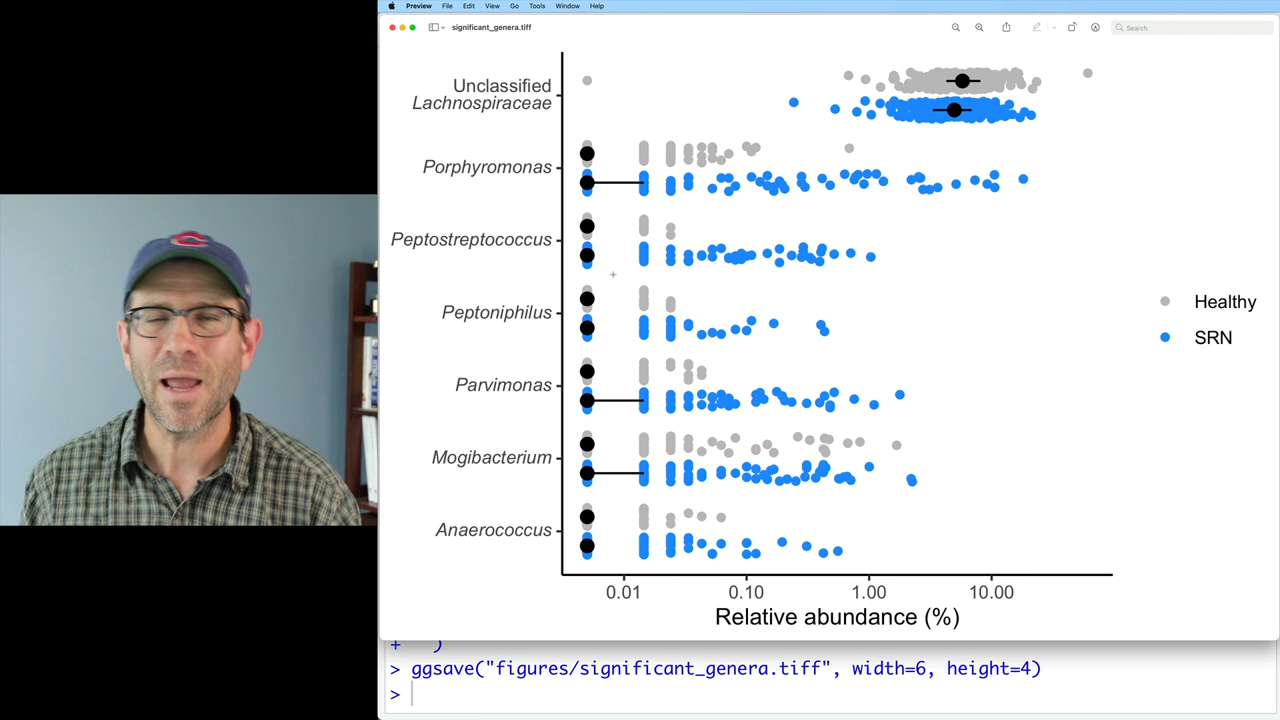 Preview File Edit View Go Tools Window Help
significant_genera.tiff
Search
Unclassified
Lachnospiraceae
Porphyromonas
Peptostreptococcus
Peptoniphilus
Parvimonas
Mogibacterium
Anaerococcus
Healthy
SRN
0.01 0.10 1.00 10.00
Relative abundance (%)
+ )
> ggsave("figures/significant_genera.tiff", width=6, height=4)
>